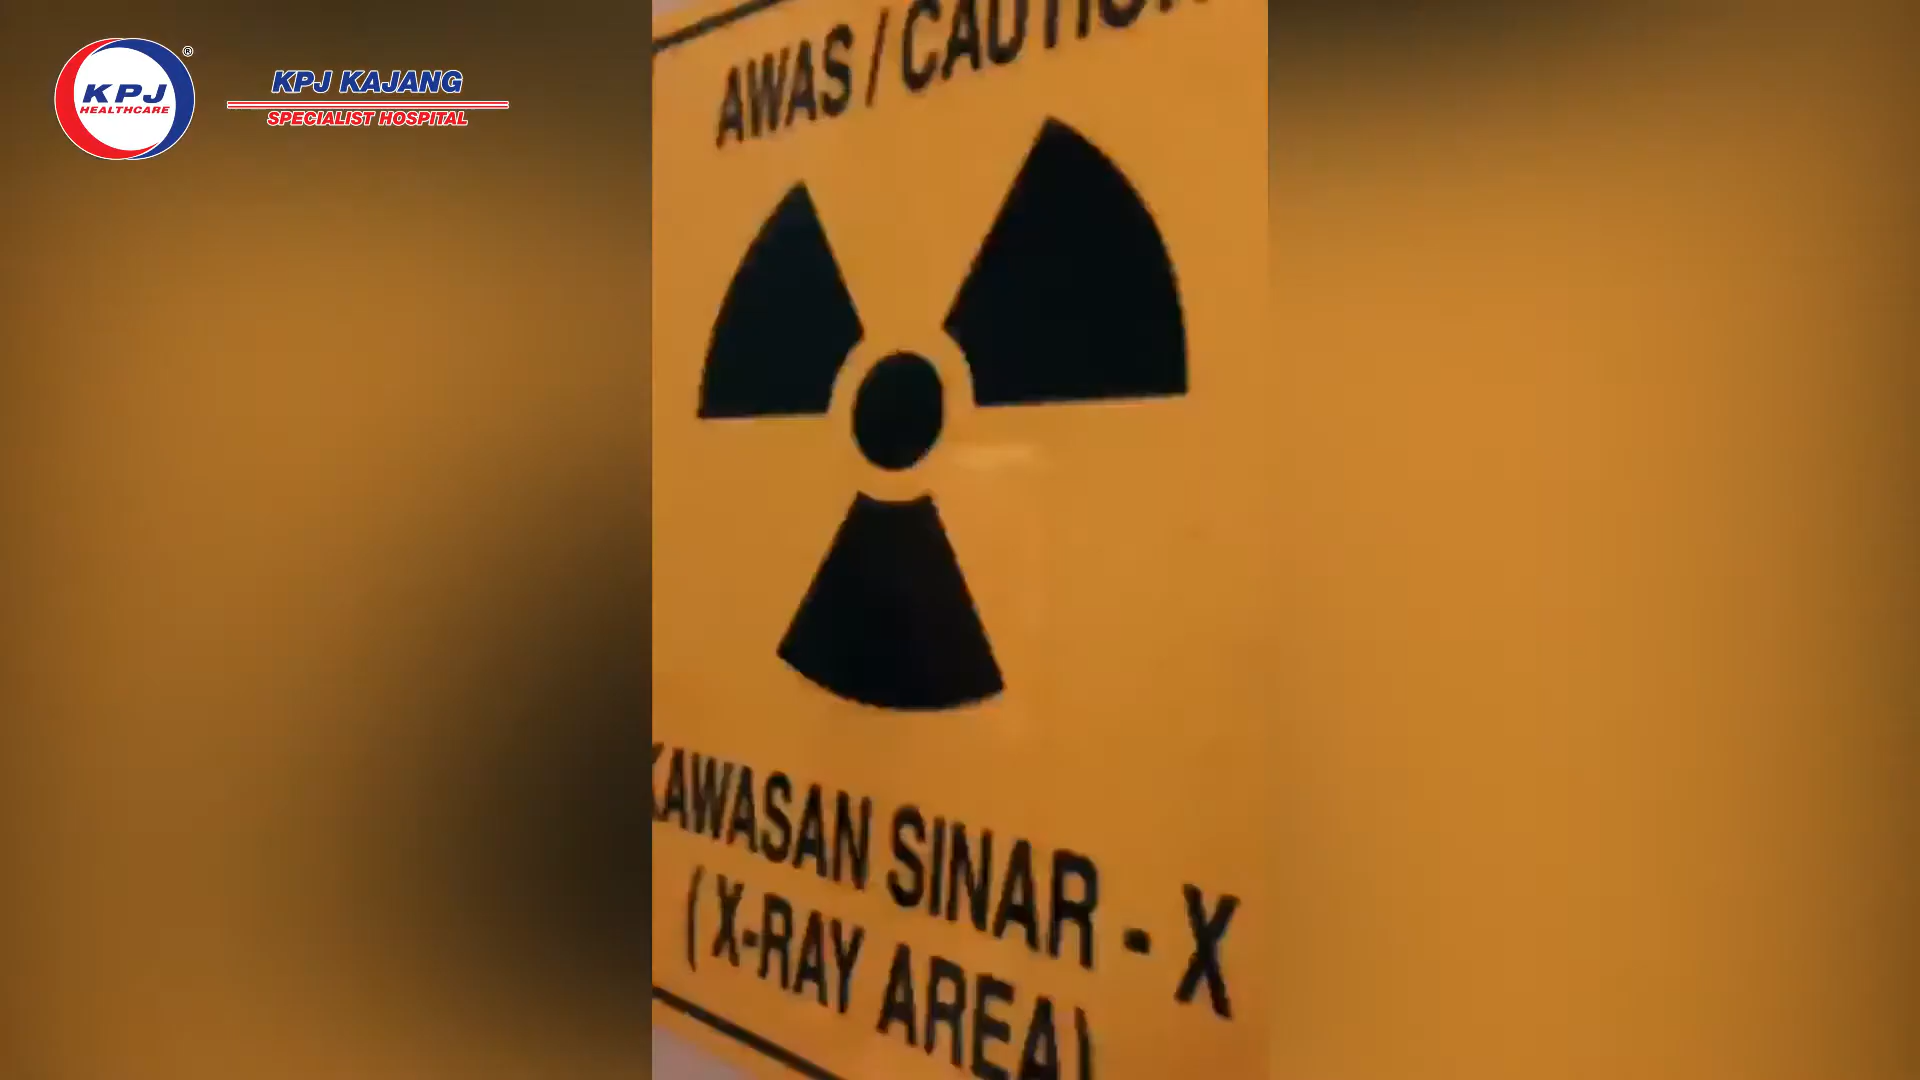 KPJ
HEALTHCARE
®
KPJ KAJANG
SPECIALIST HOSPITAL
AWAS / CAUTION
KAWASAN SINAR - X
(X-RAY AREA)